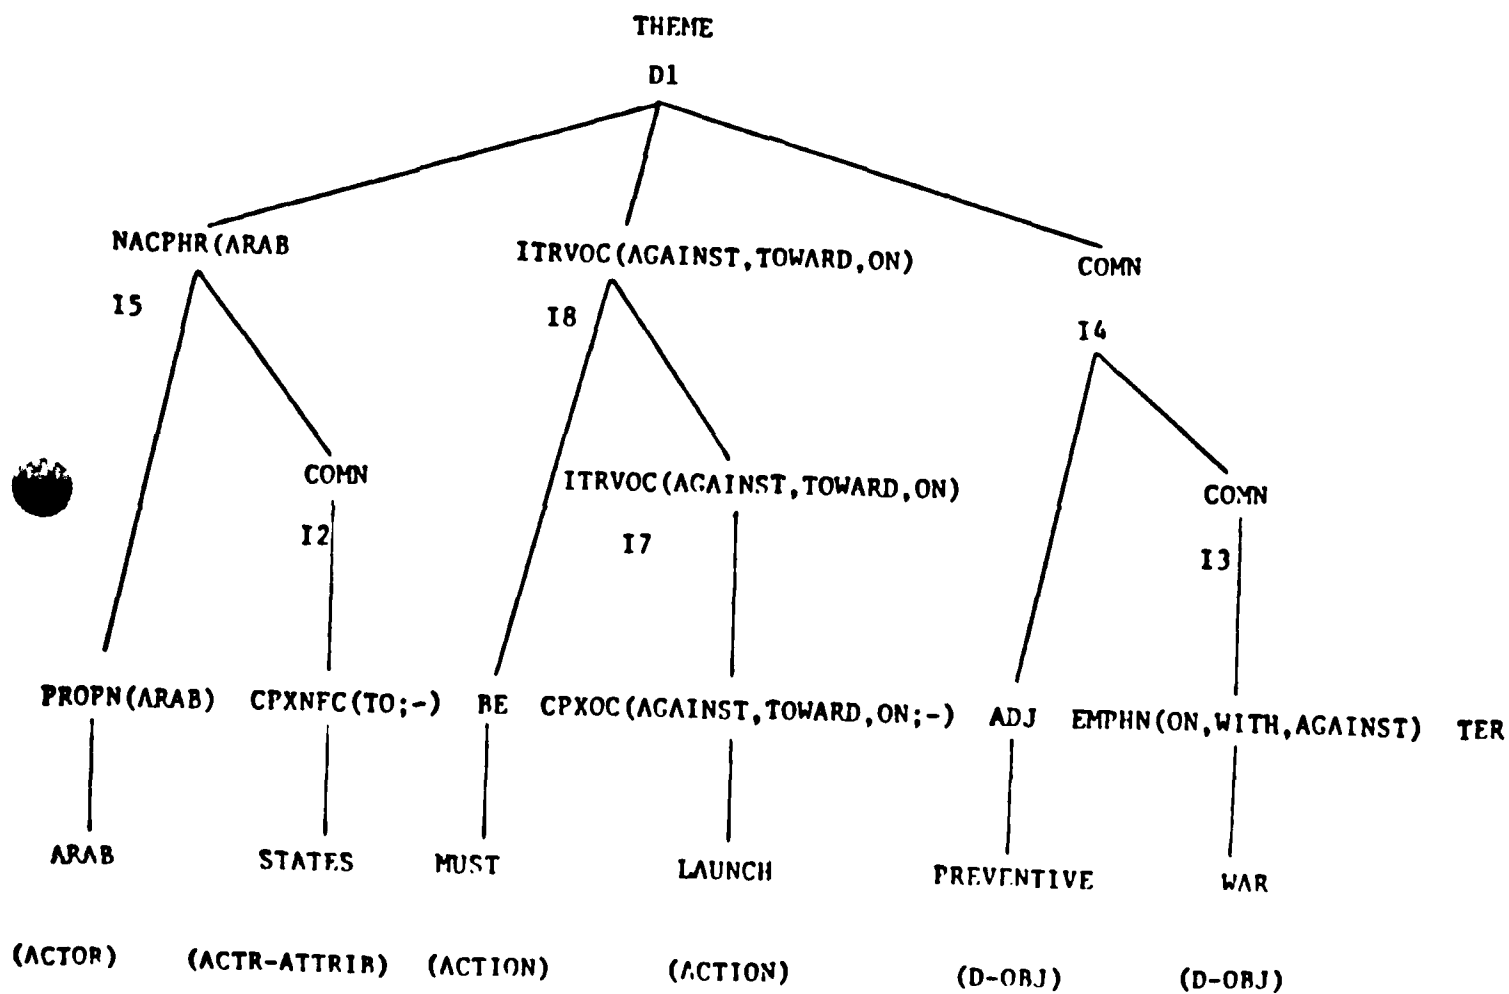 THEME
D1
NACPHR(ARAB
ITRVOC(AGAINST,TOWARD,ON)
COMN
I5
I8
I4
COMN
ITRVOC(AGAINST,TOWARD,ON)
COMN
I2
I7
I3
PROPN(ARAB) CPXNFC(TO;-) BE CPXOC(AGAINST,TOWARD,ON;-) ADJ EMPHN(ON,WITH,AGAINST) TER
ARAB STATES MUST LAUNCH PREVENTIVE WAR
(ACTOR) (ACTR-ATTRIB) (ACTION) (ACTION) (D-OBJ) (D-OBJ)